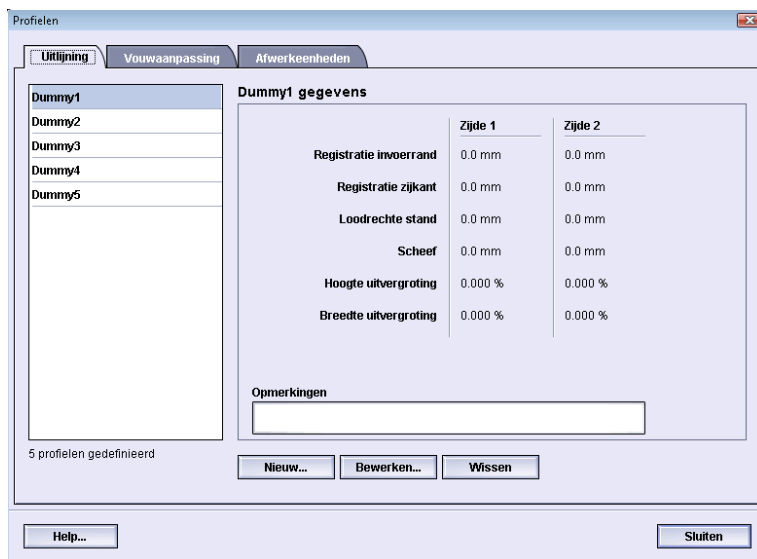 Profielen
Uitlijning Vouwaanpassing Afwerkeenheden
Dummy1
Dummy2
Dummy3
Dummy4
Dummy5
5 profielen gedefinieerd
Dummy1 gegevens
Zijde 1 Zijde 2
Registratie invoerrand 0.0 mm 0.0 mm
Registratie zijkant 0.0 mm 0.0 mm
Loodrechte stand 0.0 mm 0.0 mm
Scheef 0.0 mm 0.0 mm
Hoogte uitvergroting 0.000 % 0.000 %
Breedte uitvergroting 0.000 % 0.000 %
Opmerkingen
Nieuw... Bewerken... Wissen
Help... Sluiten